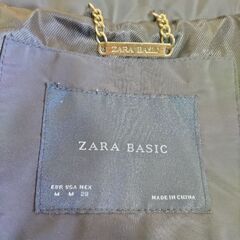 ZARA BASIC
ZARA BASIC
EUR USA MEX
M M 28
MADE IN CHINA